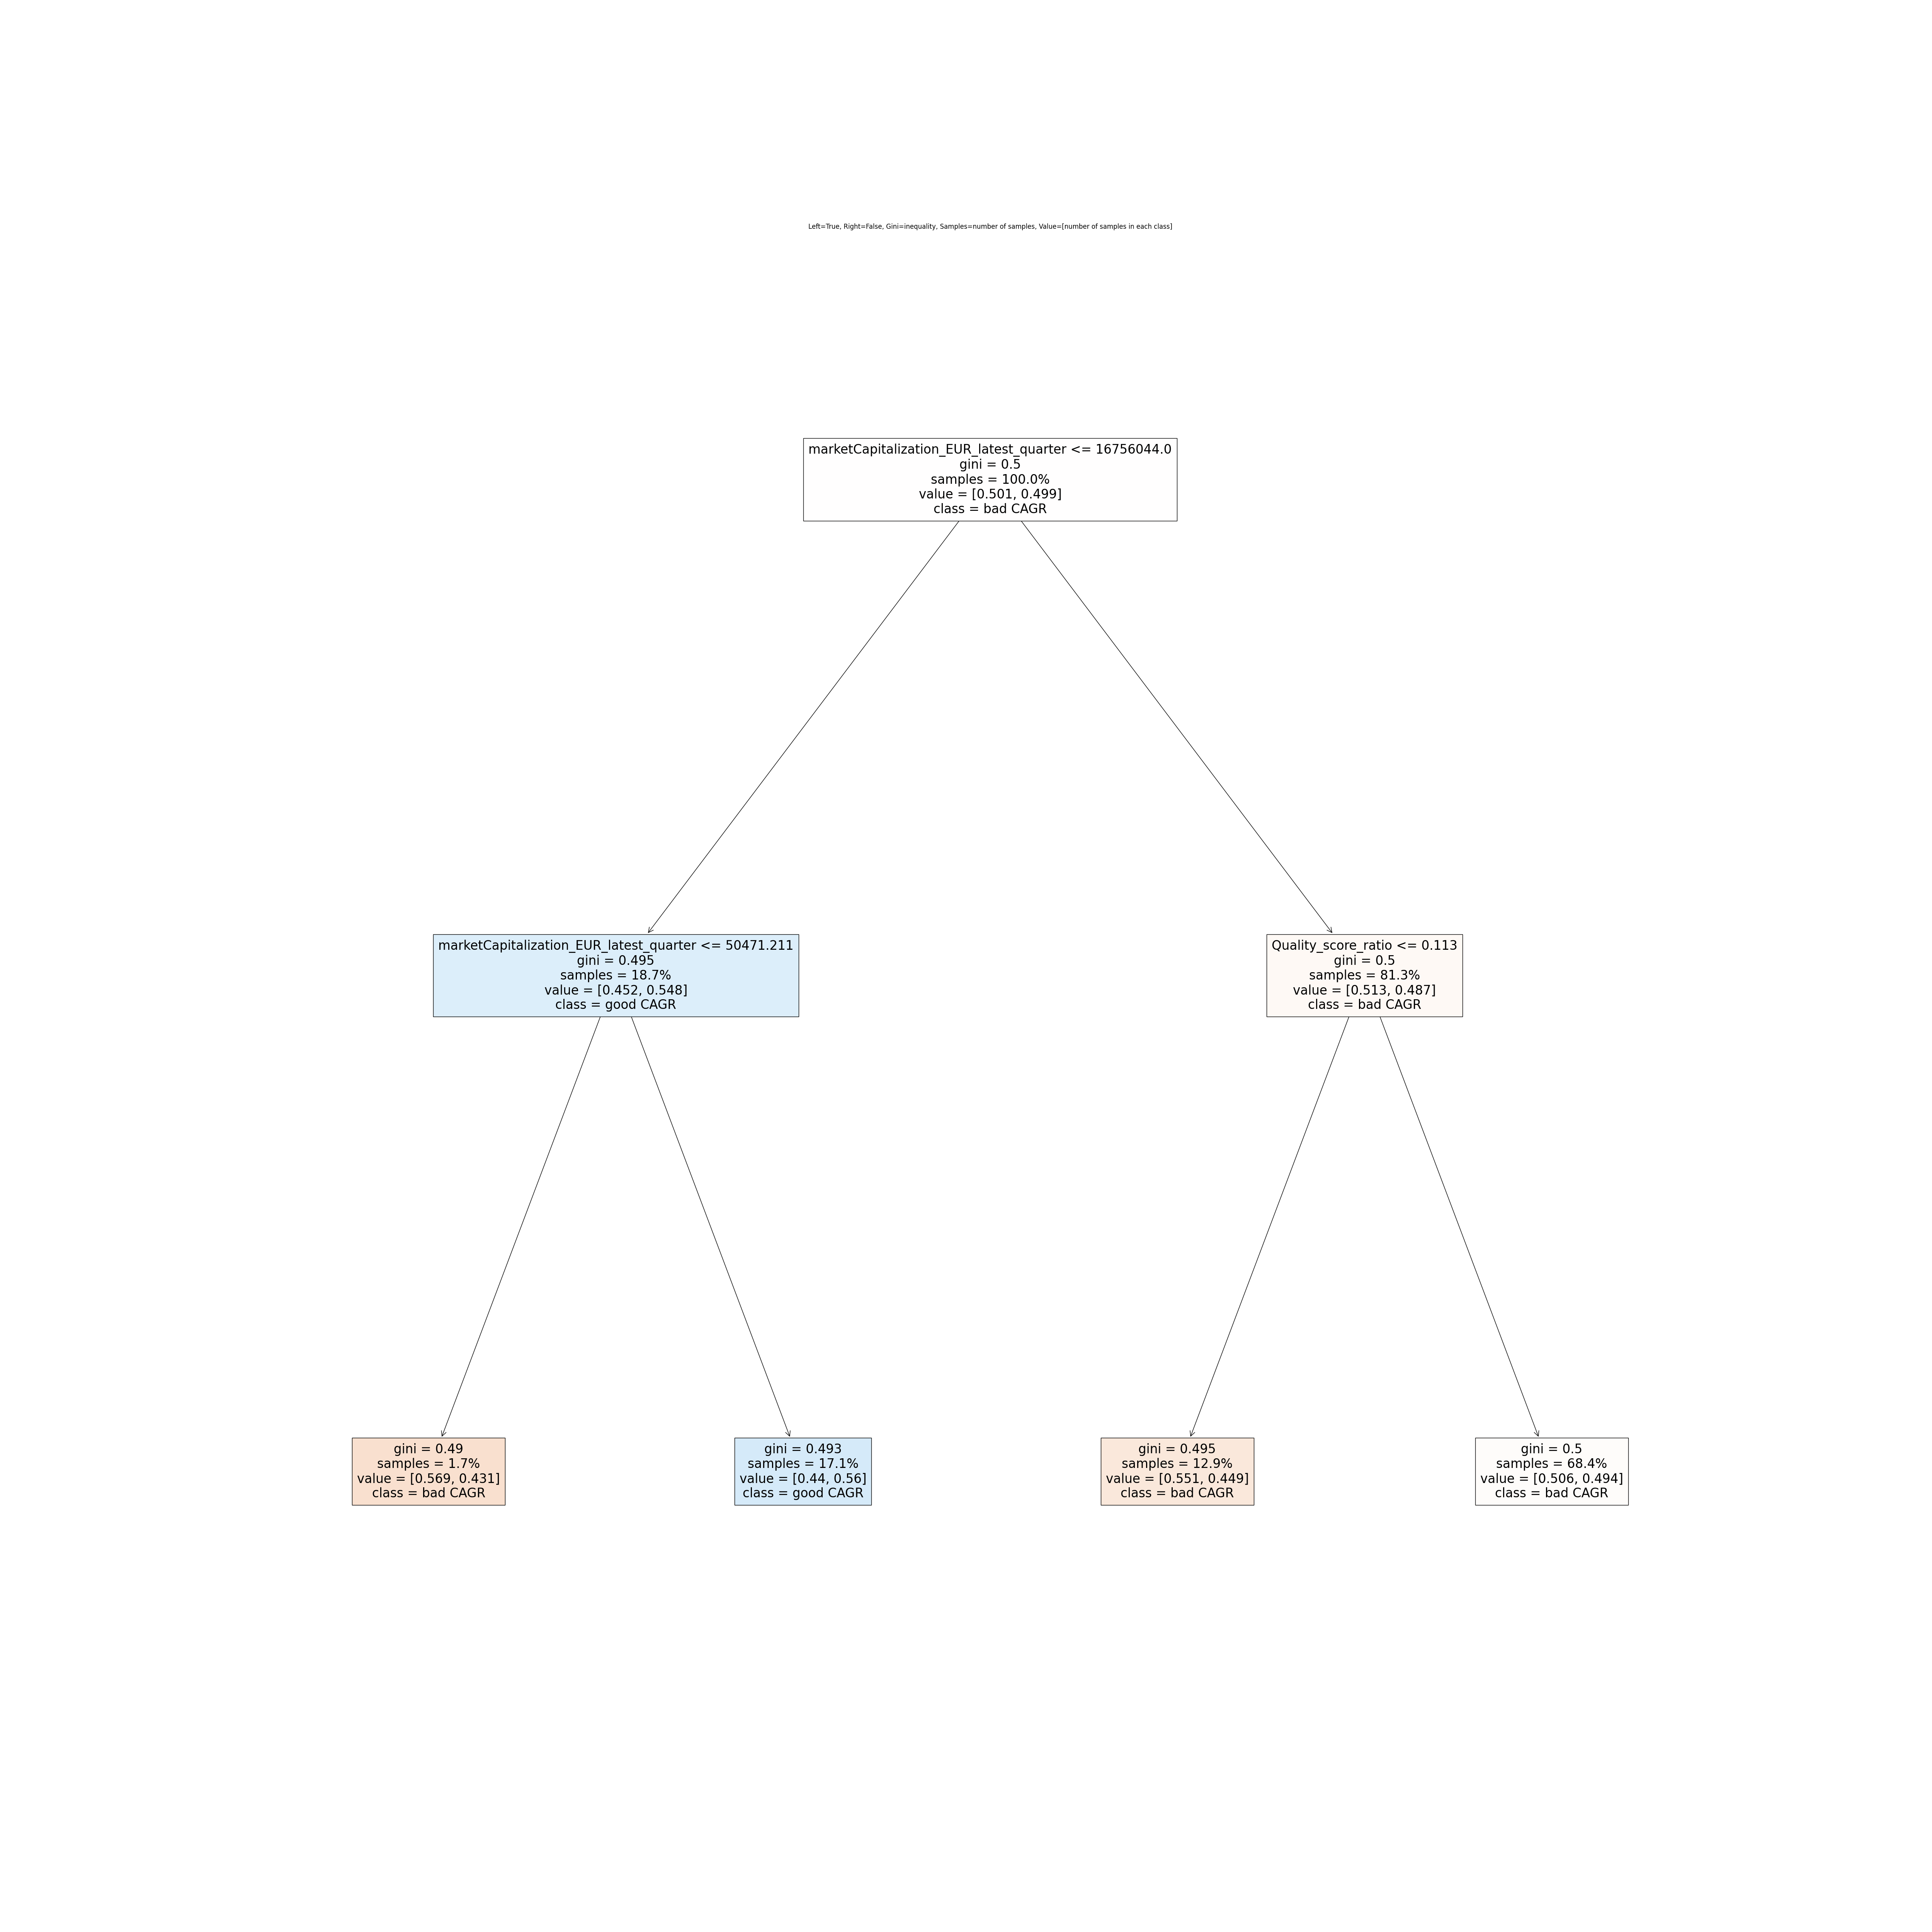 Left=True, Right=False, Gini=inequality, Samples=number of samples, Value=[number of samples in each class]
marketCapitalization_EUR_latest_quarter <= 16756044.0
gini = 0.5
samples = 100.0%
value = [0.501, 0.499]
class = bad CAGR
marketCapitalization_EUR_latest_quarter <= 50471.211
gini = 0.495
samples = 18.7%
value = [0.452, 0.548]
class = good CAGR
Quality_score_ratio <= 0.113
gini = 0.5
samples = 81.3%
value = [0.513, 0.487]
class = bad CAGR
gini = 0.49
samples = 1.7%
value = [0.569, 0.431]
class = bad CAGR
gini = 0.493
samples = 17.1%
value = [0.44, 0.56]
class = good CAGR
gini = 0.495
samples = 12.9%
value = [0.551, 0.449]
class = bad CAGR
gini = 0.5
samples = 68.4%
value = [0.506, 0.494]
class = bad CAGR